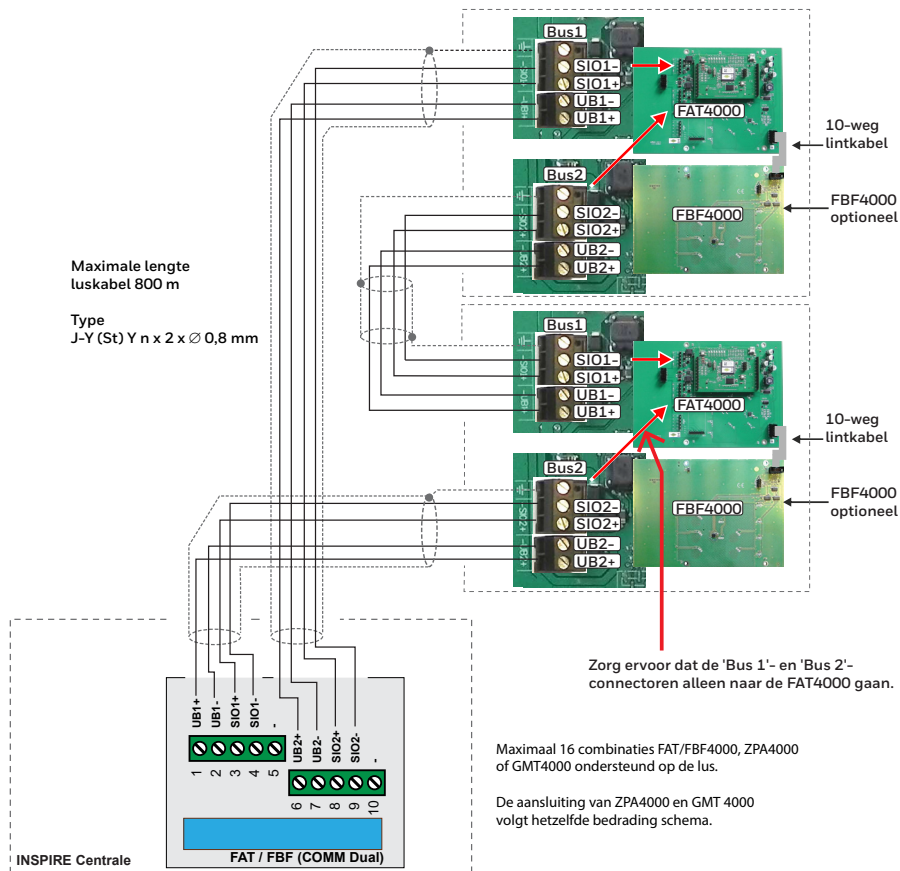 Bus1
SIO1-
SIO1+
UB1-
UB1+
FAT4000
10-weg
lintkabel
Bus2
SIO2-
SIO2+
UB2-
UB2+
FBF4000
FBF4000
optioneel
Maximale lengte
luskabel 800 m
Type
J-Y (St) Y n x 2 x ∅ 0,8 mm
Bus1
SIO1-
SIO1+
UB1-
UB1+
FAT4000
10-weg
lintkabel
Bus2
SIO2-
SIO2+
UB2-
UB2+
FBF4000
FBF4000
optioneel
Zorg ervoor dat de 'Bus 1'- en 'Bus 2'-
connectoren alleen naar de FAT4000 gaan.
UB1+
UB1-
SIO1+
SIO1-
-
1
2
3
4
5
UB2+
UB2-
SIO2+
SIO2-
-
6
7
8
9
10
Maximaal 16 combinaties FAT/FBF4000, ZPA4000
of GMT4000 ondersteund op de lus.
De aansluiting van ZPA4000 en GMT 4000
volgt hetzelfde bedrading schema.
INSPIRE Centrale
FAT / FBF (COMM Dual)